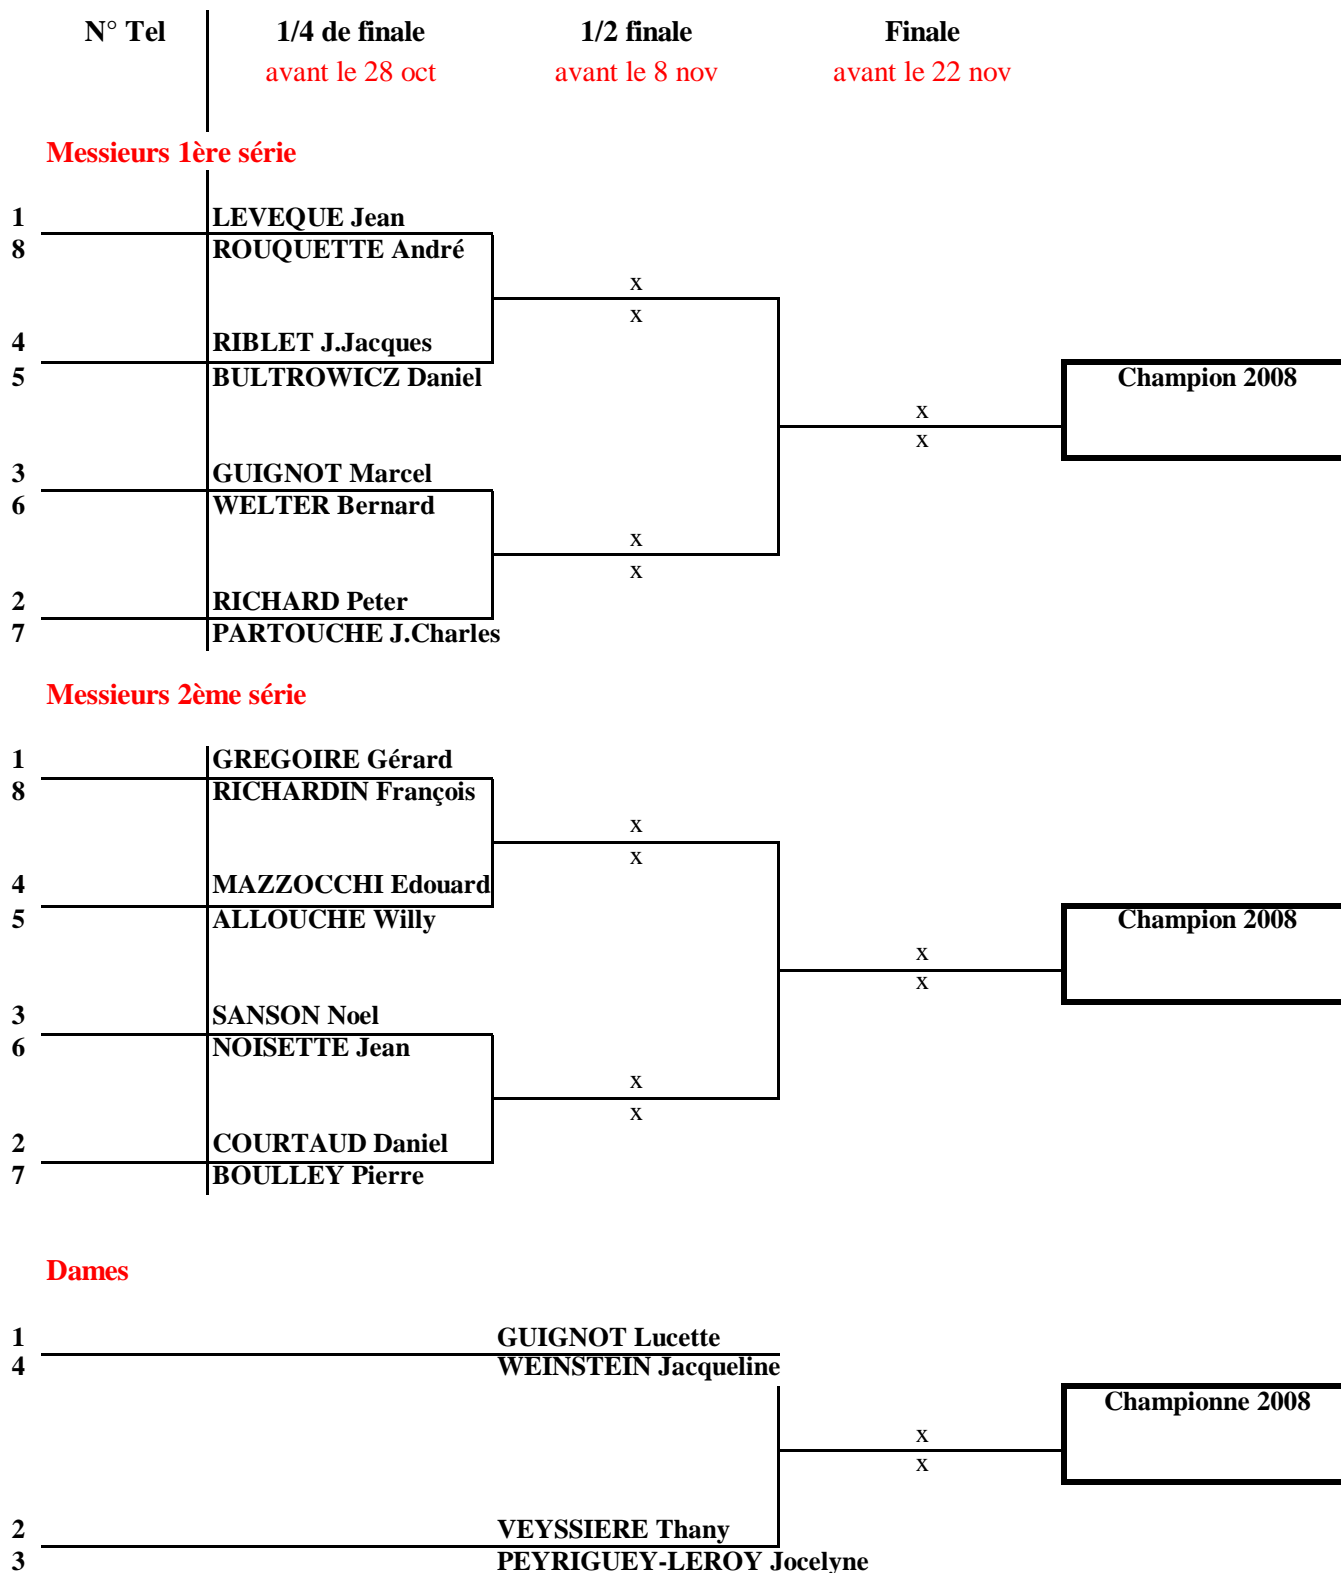 N° Tel 1/4 de finale 1/2 finale Finale
avant le 28 oct avant le 8 nov avant le 22 nov
Messieurs 1ère série
1 LEVEQUE Jean
8 ROUQUETTE André
x
x
4 RIBLET J.Jacques
5 BULTROWICZ Daniel Champion 2008
x
x
3 GUIGNOT Marcel
6 WELTER Bernard
x
x
2 RICHARD Peter
7 PARTOUCHE J.Charles
Messieurs 2ème série
1 GREGOIRE Gérard
8 RICHARDIN François
x
x
4 MAZZOCCHI Edouard
5 ALLOUCHE Willy Champion 2008
x
x
3 SANSON Noel
6 NOISETTE Jean
x
x
2 COURTAUD Daniel
7 BOULLEY Pierre
Dames
1 GUIGNOT Lucette
4 WEINSTEIN Jacqueline
Championne 2008
x
x
2 VEYSSIERE Thany
3 PEYRIGUEY-LEROY Jocelyne